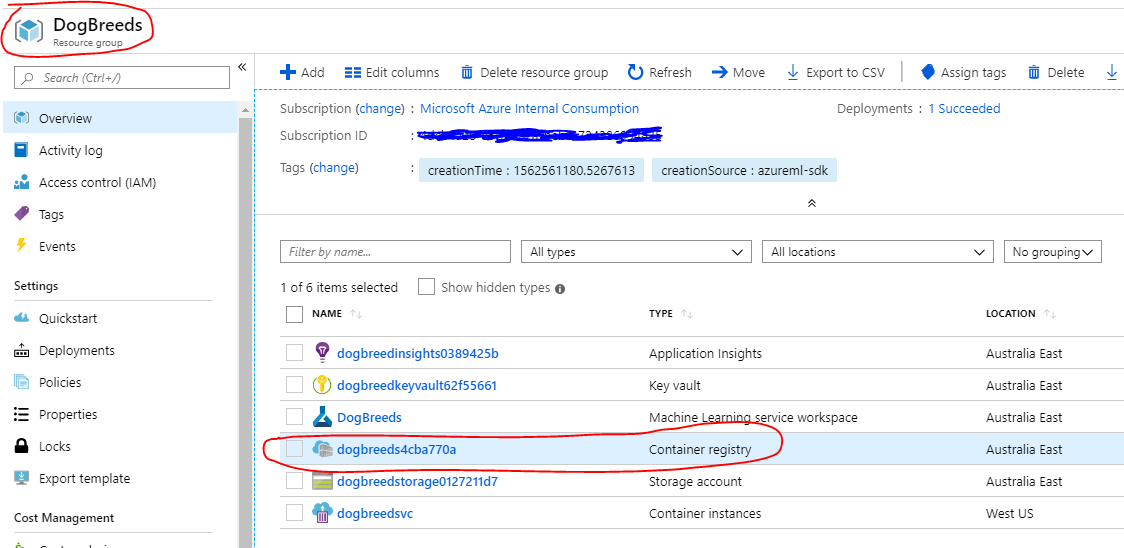 DogBreeds
Resource group
«
Search (Ctrl+/)
Overview
Activity log
Access control (IAM)
Tags
Events
Settings
Quickstart
Deployments
Policies
Properties
Locks
Export template
Cost Management
Add Edit columns Delete resource group Refresh Move Export to CSV Assign tags Delete
Subscription (change) : Microsoft Azure Internal Consumption Deployments : 1 Succeeded
Subscription ID :
Tags (change) : creationTime : 1562561180.5267613 creationSource : azureml-sdk
Filter by name... All types All locations No grouping
1 of 6 items selected Show hidden types
NAME TYPE LOCATION
dogbreedinsights0389425b Application Insights Australia East
dogbreedkeyvault62f55661 Key vault Australia East
DogBreeds Machine Learning service workspace Australia East
dogbreeds4cba770a Container registry Australia East
dogbreedstorage0127211d7 Storage account Australia East
dogbreedsvc Container instances West US